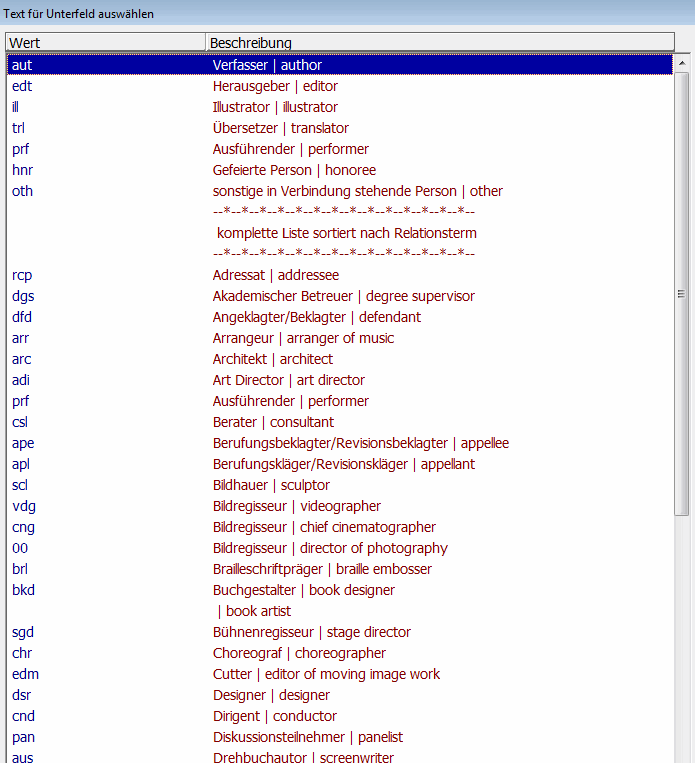 Text für Unterfeld auswählen
Wert Beschreibung
aut Verfasser | author
edt Herausgeber | editor
ill Illustrator | illustrator
trl Übersetzer | translator
prf Ausführender | performer
hnr Gefeierte Person | honoree
oth sonstige in Verbindung stehende Person | other
--*--*--*--*--*--*--*--*--*--*--*--*--*--*--
komplette Liste sortiert nach Relationsterm
--*--*--*--*--*--*--*--*--*--*--*--*--*--*--
rcp Adressat | addressee
dgs Akademischer Betreuer | degree supervisor
dfd Angeklagter/Beklagter | defendant
arr Arrangeur | arranger of music
arc Architekt | architect
adi Art Director | art director
prf Ausführender | performer
csl Berater | consultant
ape Berufungsbeklagter/Revisionsbeklagter | appellee
apl Berufungskläger/Revisionskläger | appellant
scl Bildhauer | sculptor
vdg Bildregisseur | videographer
cng Bildregisseur | chief cinematographer
00 Bildregisseur | director of photography
brl Brailleschriftpräger | braille embosser
bkd Buchgestalter | book designer
| book artist
sgd Bühnenregisseur | stage director
chr Choreograf | choreographer
edm Cutter | editor of moving image work
dsr Designer | designer
cnd Dirigent | conductor
pan Diskussionsteilnehmer | panelist
aus Drehbuchautor | screenwriter